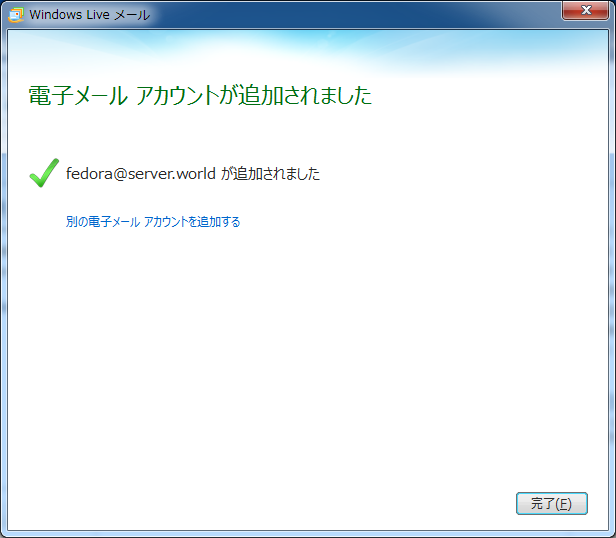 Windows Live メール
電子メール アカウントが追加されました
fedora@server.world が追加されました
別の電子メール アカウントを追加する
完了(F)